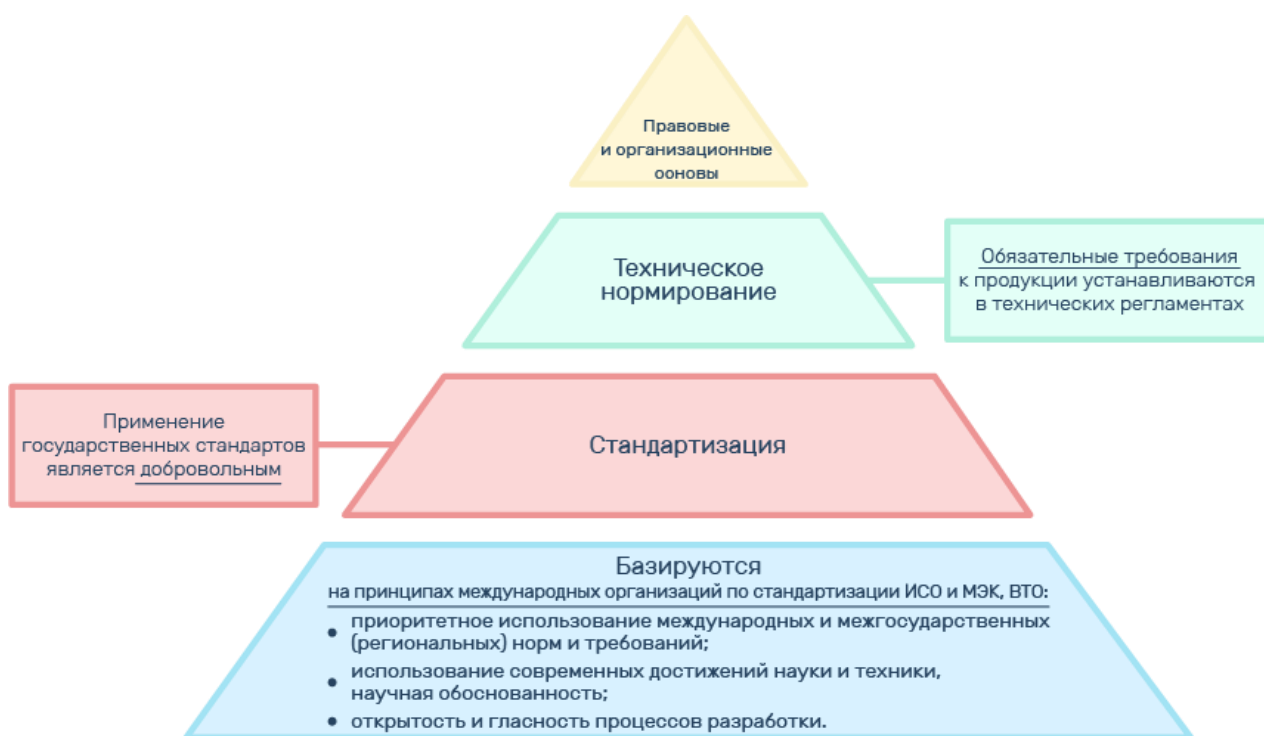 Правовые
и организационные
ооновы
Техническое
нормирование
Обязательные требования
к продукции устанавливаются
в технических регламентах
Применение
государственных стандартов
является добровольным
Стандартизация
Базируются
на принципах международных организаций по стандартизации ИСО и МЭК, ВТО:
• приоритетное использование международных и межгосударственных
(региональных) норм и требований;
• использование современных достижений науки и техники,
научная обоснованность;
• открытость и гласность процессов разработки.